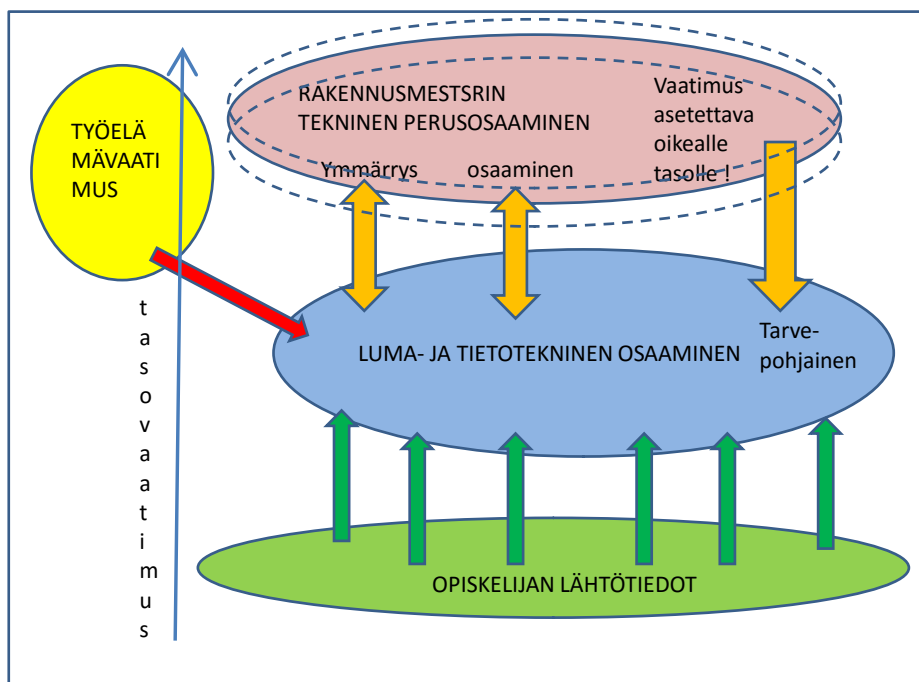 TYÖELÄ
MÄVAATI
MUS
RAKENNUSMESTSRIN
TEKNINEN PERUSOSAAMINEN
Ymmärrys osaaminen
Vaatimus
asetettava
oikealle
tasolle !
t
a
s
o
v
a
a
t
i
m
u
s
LUMA- JA TIETOTEKNINEN OSAAMINEN
Tarve-
pohjainen
OPISKELIJAN LÄHTÖTIEDOT